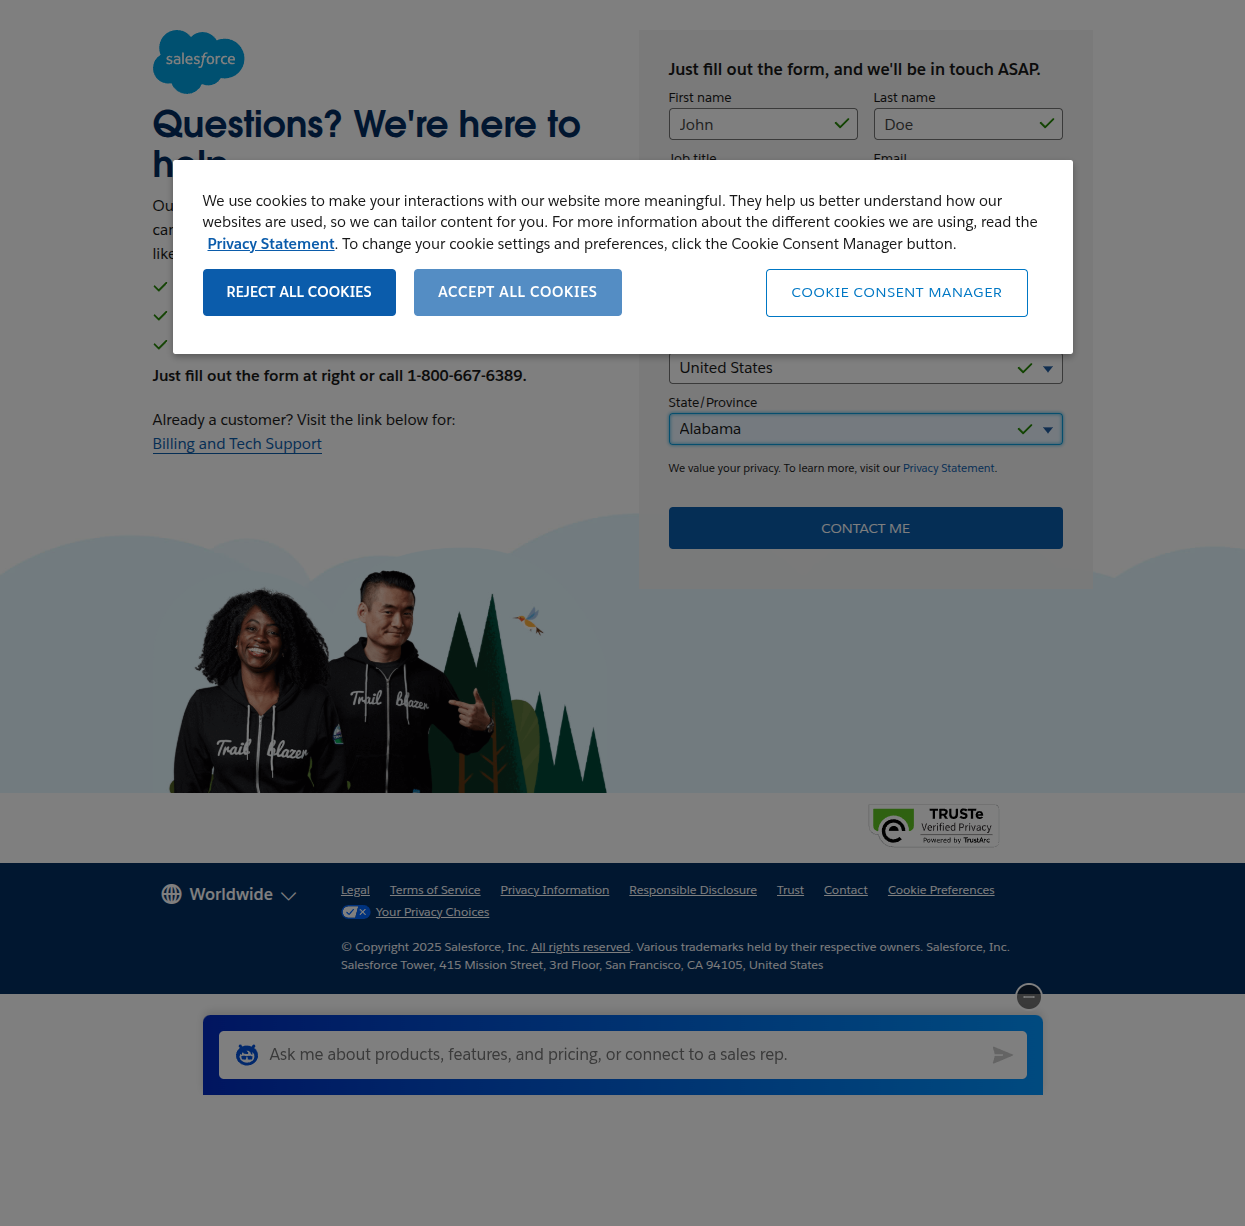 salesforce
Questions? We're here to
help
Ou
can
like
Just fill out the form at right or call 1-800-667-6389.
Already a customer? Visit the link below for:
Billing and Tech Support
Just fill out the form, and we'll be in touch ASAP.
First name
Last name
John
Doe
Job title
Email
We use cookies to make your interactions with our website more meaningful. They help us better understand how our
websites are used, so we can tailor content for you. For more information about the different cookies we are using, read the
Privacy Statement. To change your cookie settings and preferences, click the Cookie Consent Manager button.
REJECT ALL COOKIES
ACCEPT ALL COOKIES
COOKIE CONSENT MANAGER
United States
State/Province
Alabama
We value your privacy. To learn more, visit our Privacy Statement.
CONTACT ME
Trail blazer
Trail blazer
TRUSTe
Verified Privacy
Powered by TrustArc
Worldwide
Legal Terms of Service Privacy Information Responsible Disclosure Trust Contact Cookie Preferences
Your Privacy Choices
© Copyright 2025 Salesforce, Inc. All rights reserved. Various trademarks held by their respective owners. Salesforce, Inc.
Salesforce Tower, 415 Mission Street, 3rd Floor, San Francisco, CA 94105, United States
Ask me about products, features, and pricing, or connect to a sales rep.